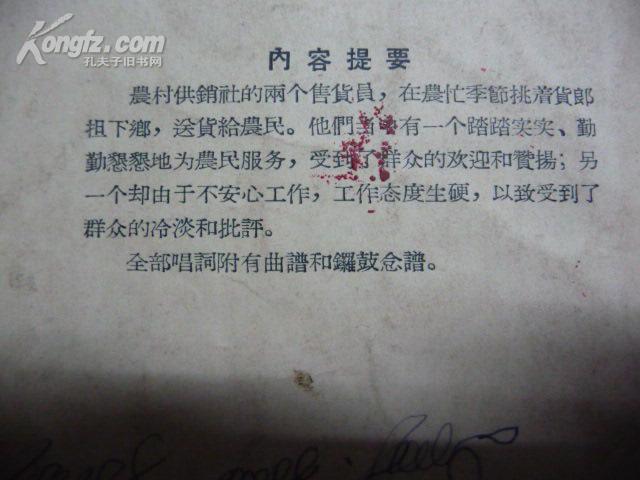 Kongfz.com
孔夫子旧书网
內容提要
農村供銷社的兩个售貨員，在農忙季節挑着貨郎
担下鄉，送貨給農民。他們当中有一个踏踏实实、勤
勤懇懇地为農民服务，受到了群众的欢迎和贊揚；另
一个却由于不安心工作，工作态度生硬，以致受到了
群众的冷淡和批評。
全部唱詞附有曲譜和鑼鼓念譜。